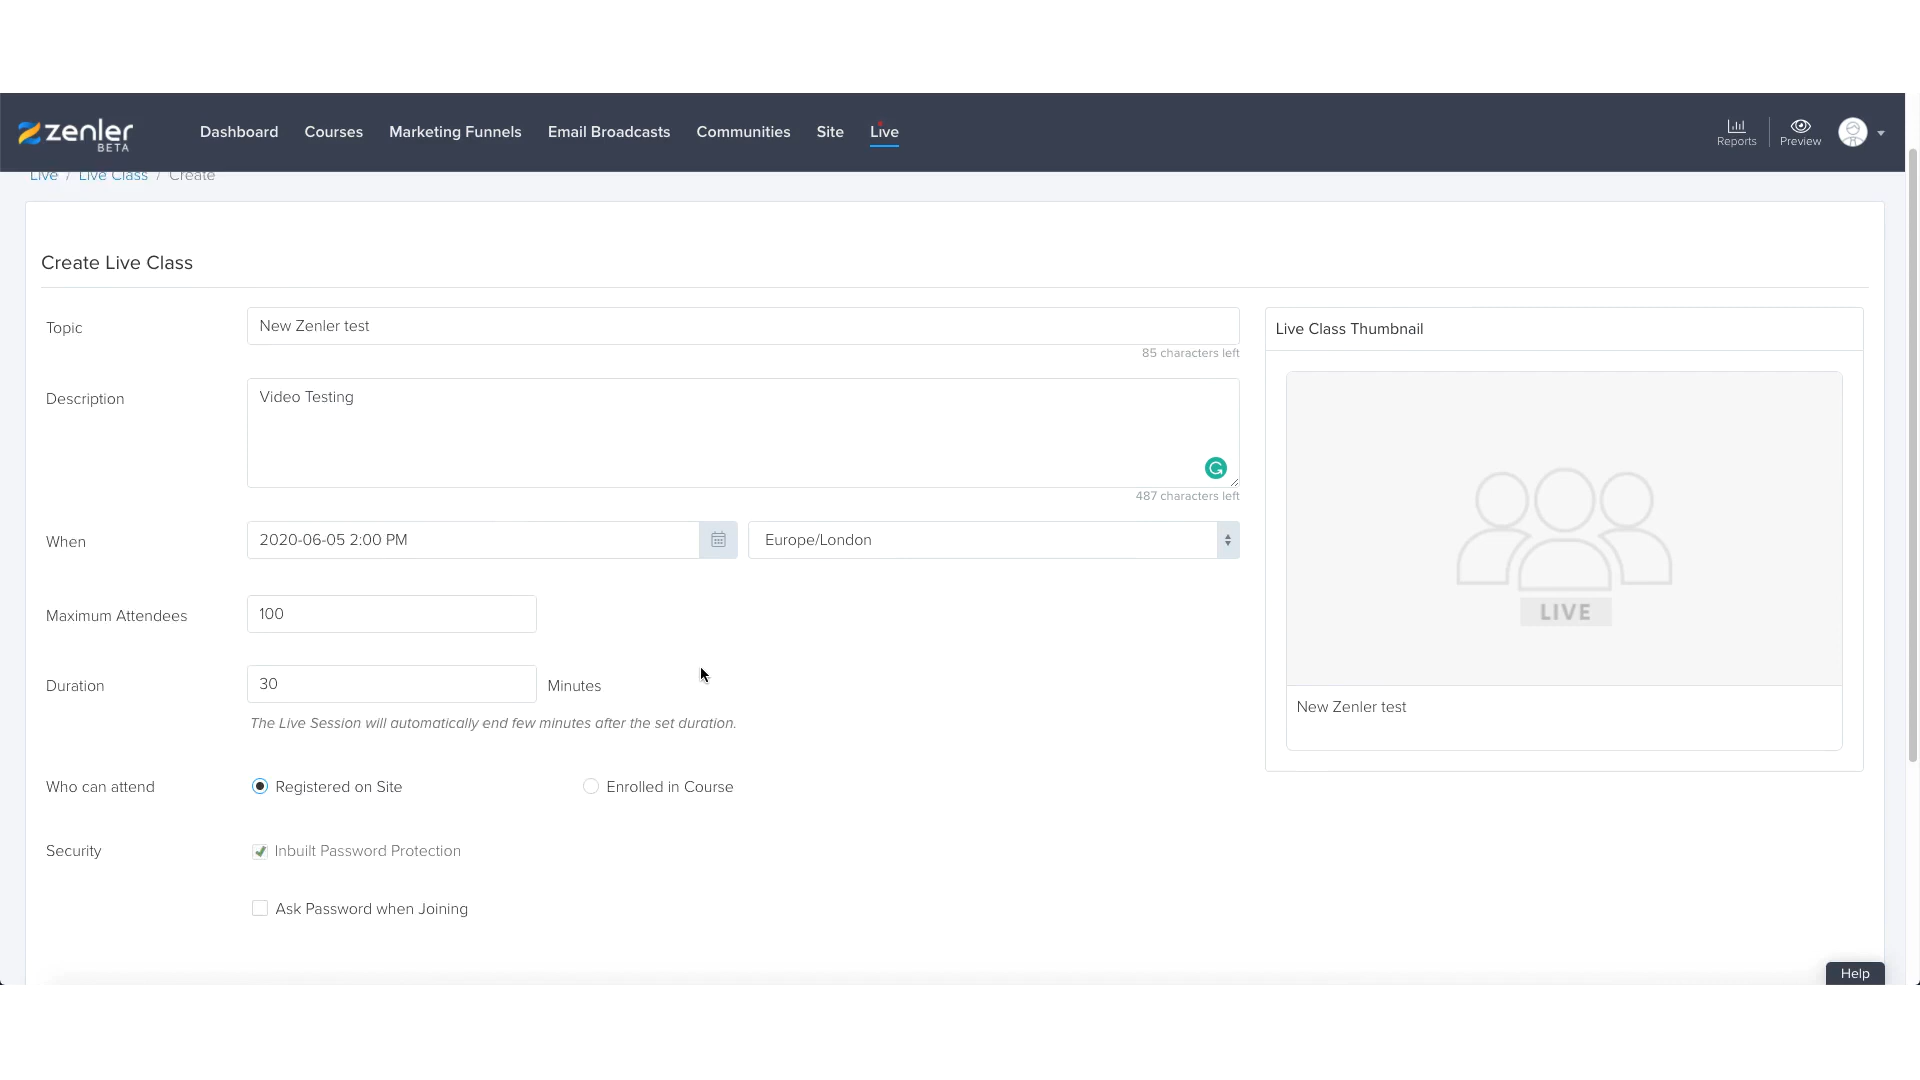 zenler
BETA
Dashboard Courses Marketing Funnels Email Broadcasts Communities Site Live
Reports Preview
Live / Live Class / Create
Create Live Class
Topic New Zenler test
85 characters left
Description Video Testing
487 characters left
When 2020-06-05 2:00 PM Europe/London
Maximum Attendees 100
Duration 30 Minutes
The Live Session will automatically end few minutes after the set duration.
Who can attend Registered on Site Enrolled in Course
Security Inbuilt Password Protection
Ask Password when Joining
Live Class Thumbnail
LIVE
New Zenler test
Help